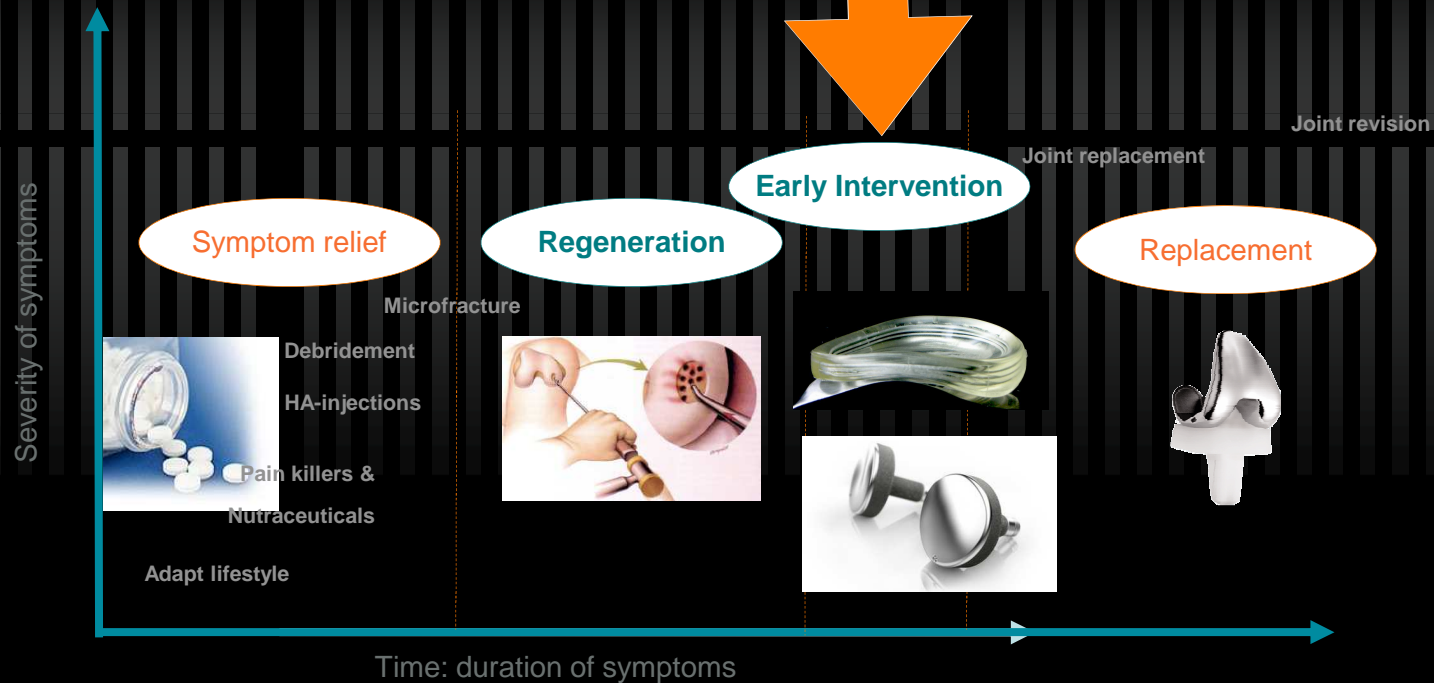 Joint revision
Joint replacement
Early Intervention
Symptom relief
Regeneration
Replacement
Microfracture
Debridement
HA-injections
Pain killers &
Nutraceuticals
Adapt lifestyle
Severity of symptoms
Time: duration of symptoms